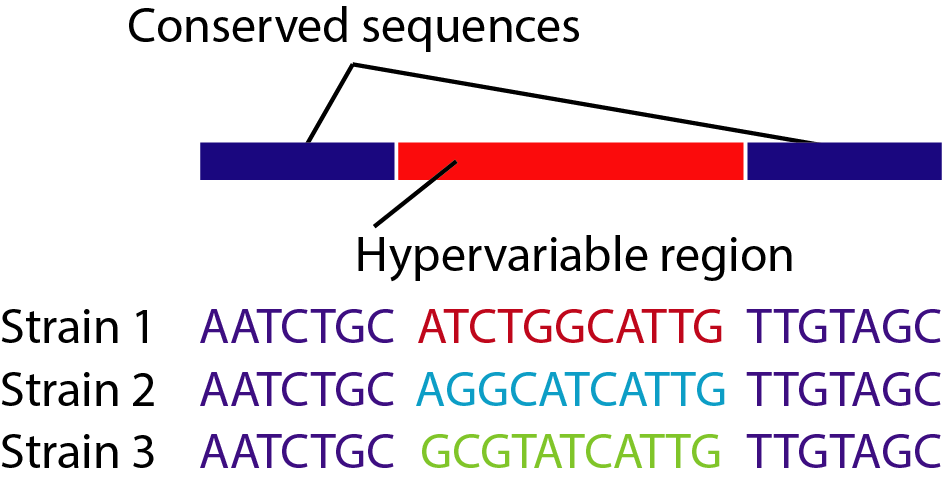 Conserved sequences
Hypervariable region
Strain 1 AATCTGC ATCTGGCATTG TTGTAGC
Strain 2 AATCTGC AGGCATCATTG TTGTAGC
Strain 3 AATCTGC GCGTATCATTG TTGTAGC